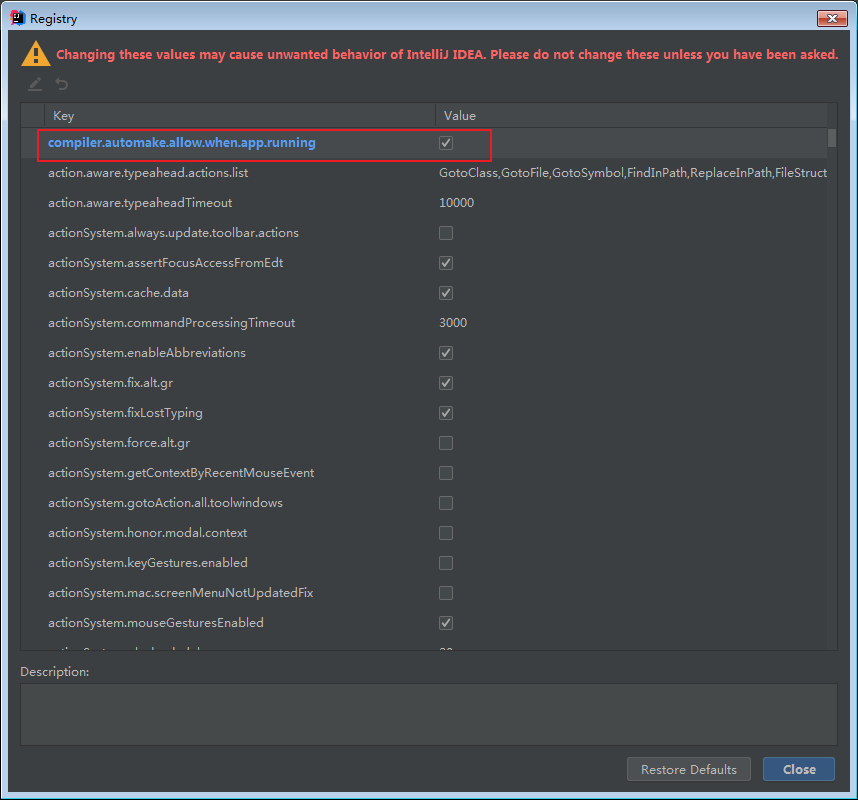 Registry
Changing these values may cause unwanted behavior of IntelliJ IDEA. Please do not change these unless you have been asked.
Key Value
compiler.automake.allow.when.app.running
action.aware.typeahead.actions.list GotoClass,GotoFile,GotoSymbol,FindInPath,ReplaceInPath,FileStruct
action.aware.typeaheadTimeout 10000
actionSystem.always.update.toolbar.actions
actionSystem.assertFocusAccessFromEdt
actionSystem.cache.data
actionSystem.commandProcessingTimeout 3000
actionSystem.enableAbbreviations
actionSystem.fix.alt.gr
actionSystem.fixLostTyping
actionSystem.force.alt.gr
actionSystem.getContextByRecentMouseEvent
actionSystem.gotoAction.all.toolwindows
actionSystem.honor.modal.context
actionSystem.keyGestures.enabled
actionSystem.mac.screenMenuNotUpdatedFix
actionSystem.mouseGesturesEnabled
Description:
Restore Defaults Close